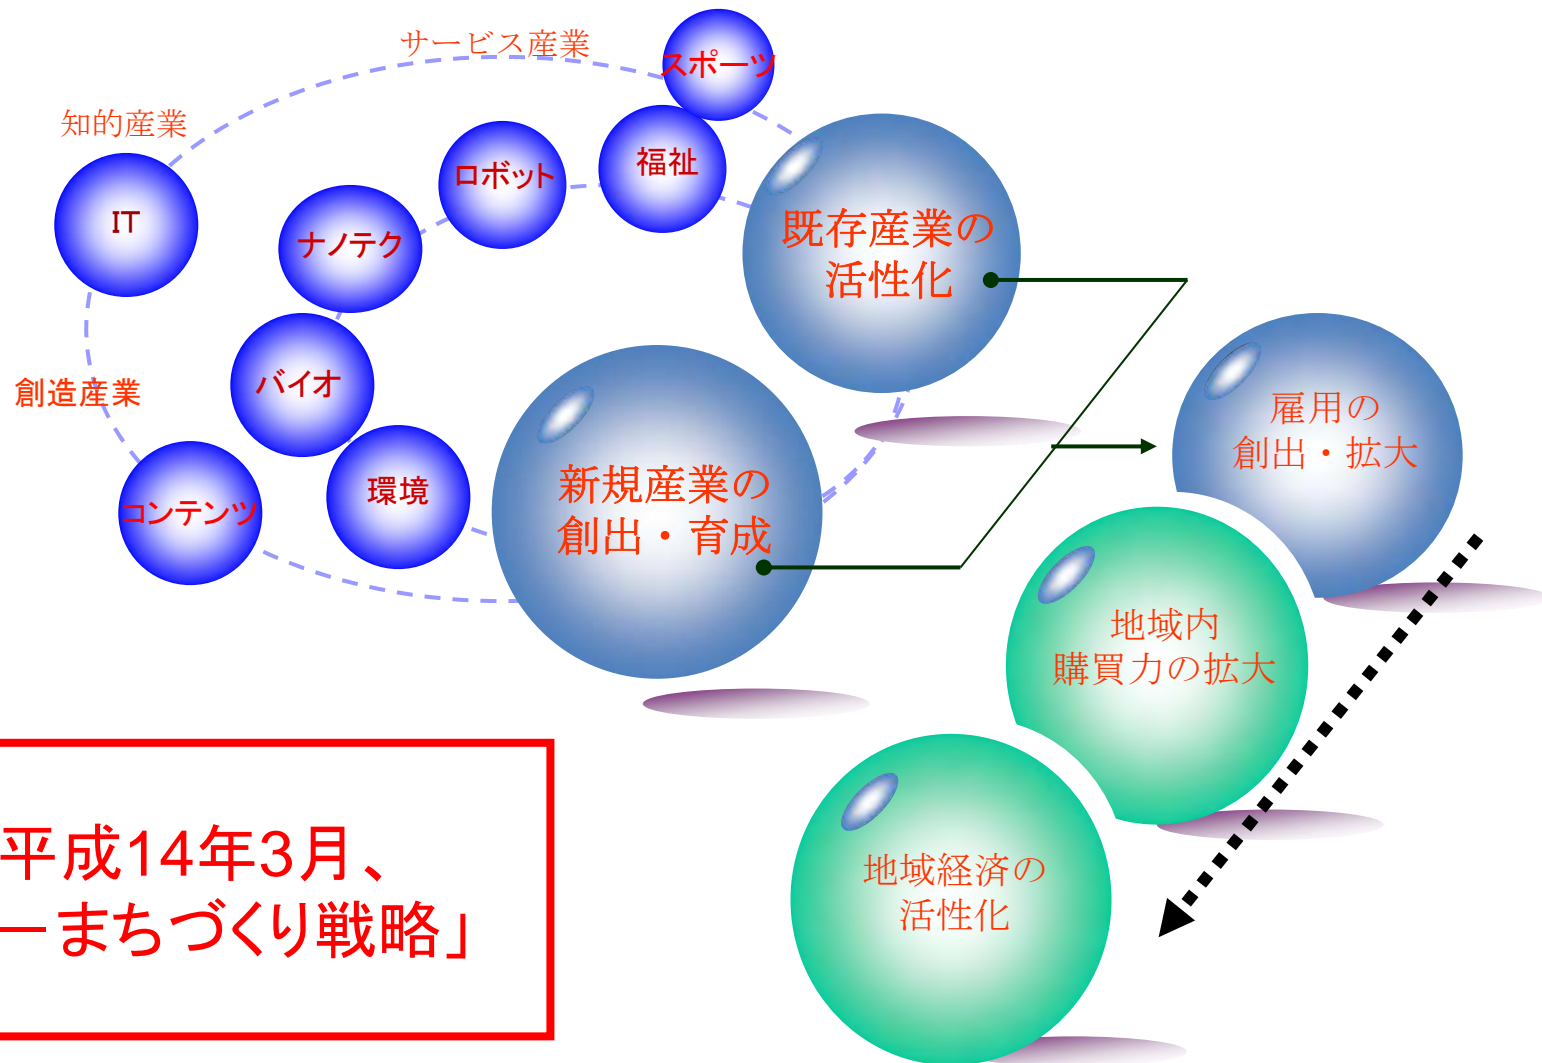 サービス産業
スポーツ
知的産業
福祉
ロボット
IT
ナノテク
既存産業の
活性化
バイオ
創造産業
雇用の
創出・拡大
環境
コンテンツ
新規産業の
創出・育成
地域内
購買力の拡大
平成14年3月、
ーまちづくり戦略」
地域経済の
活性化